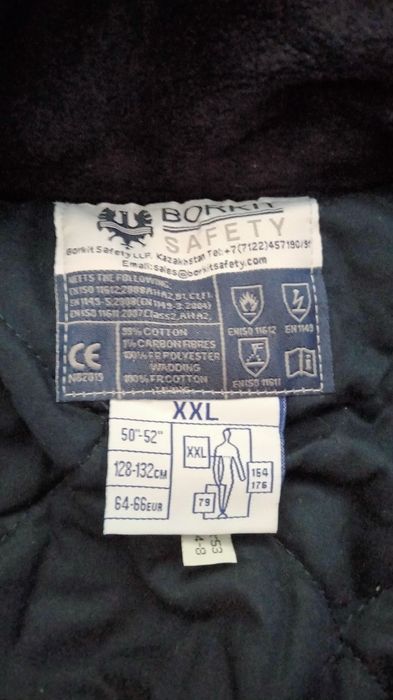 BORKIT
SAFETY
Borkit Safety LLP. Kazakhstan Tel:+7(7122)457190/91
Email:sales@borkitsafety.com
MEETS THE FOLLOWING
EN ISO 11612:2008 A1,A2,B1,C1,F1
EN 1149-5:2008(EN 1149-3:2004)
EN ISO 11611:2007 Class2,A1,A2
CE
NB2019
99% COTTON
1% CARBON FIBRES
100% FR POLYESTER
WADDING
100% FR COTTON
EN ISO 11612
EN 1149
EN ISO 11611
XXL
50"-52"
128-132CM
64-66EUR
XXL
164
176
79